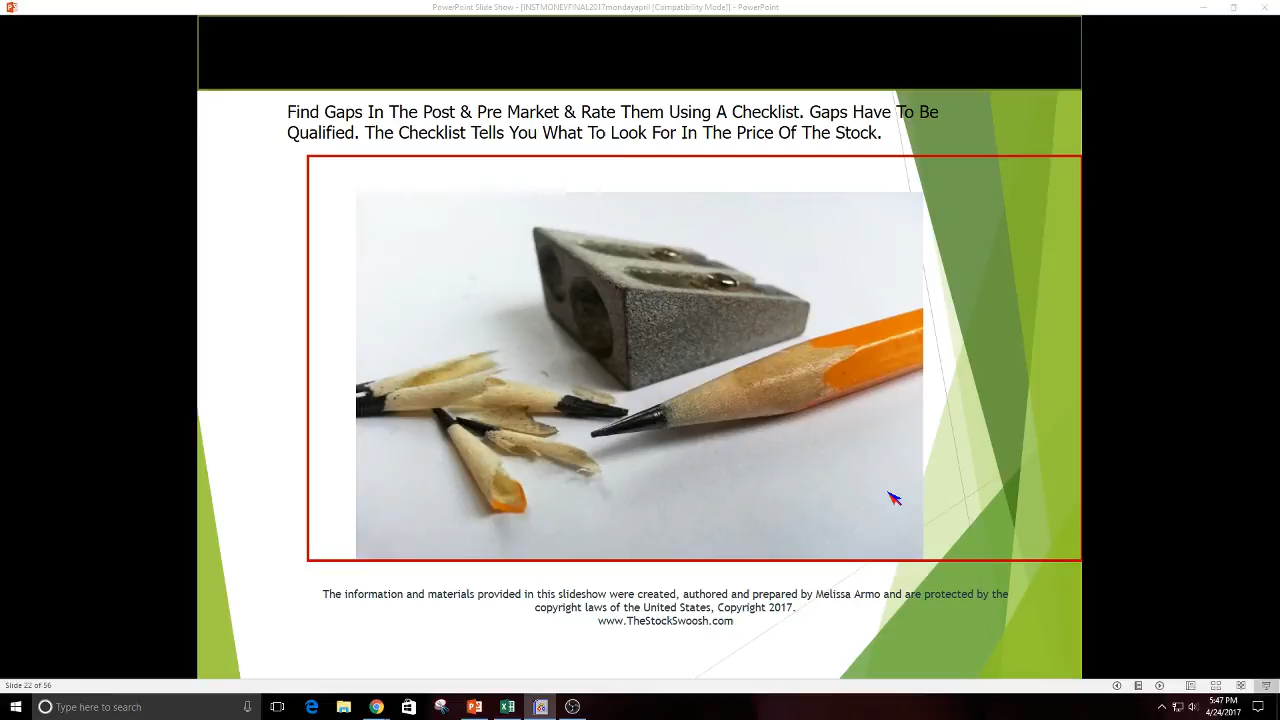 PowerPoint Slide Show - [INSTMONEYFINAL2017mondayapril [Compatibility Mode]] - PowerPoint
Find Gaps In The Post & Pre Market & Rate Them Using A Checklist. Gaps Have To Be
Qualified. The Checklist Tells You What To Look For In The Price Of The Stock.
The information and materials provided in this slideshow were created, authored and prepared by Melissa Armo and are protected by the
copyright laws of the United States, Copyright 2017.
www.TheStockSwoosh.com
Slide 22 of 56
Type here to search
5:47 PM
4/24/2017